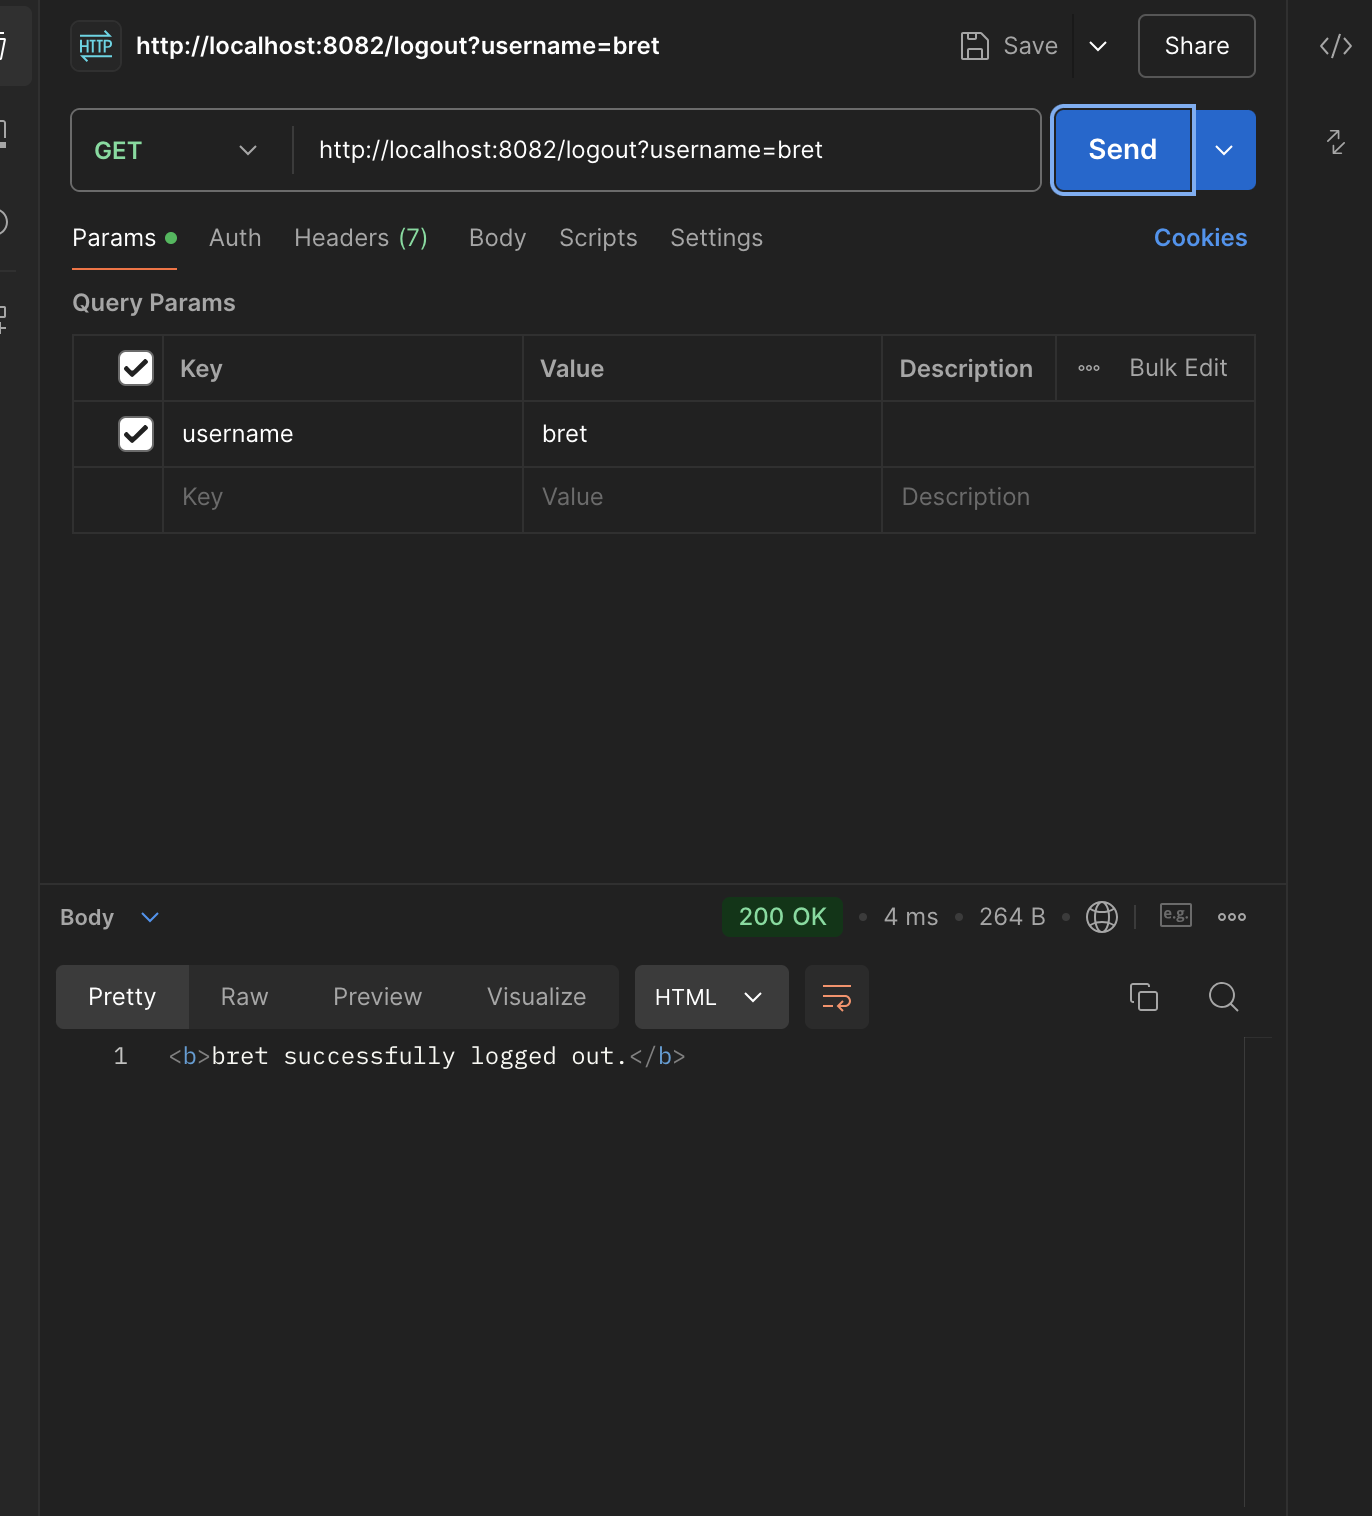 HTTP http://localhost:8082/logout?username=bret Save Share
GET http://localhost:8082/logout?username=bret Send
Params Auth Headers (7) Body Scripts Settings Cookies
Query Params
Key Value Description Bulk Edit
username bret
Key Value Description
Body 200 OK • 4 ms • 264 B • e.g.
Pretty Raw Preview Visualize HTML
1 <b>bret successfully logged out.</b>